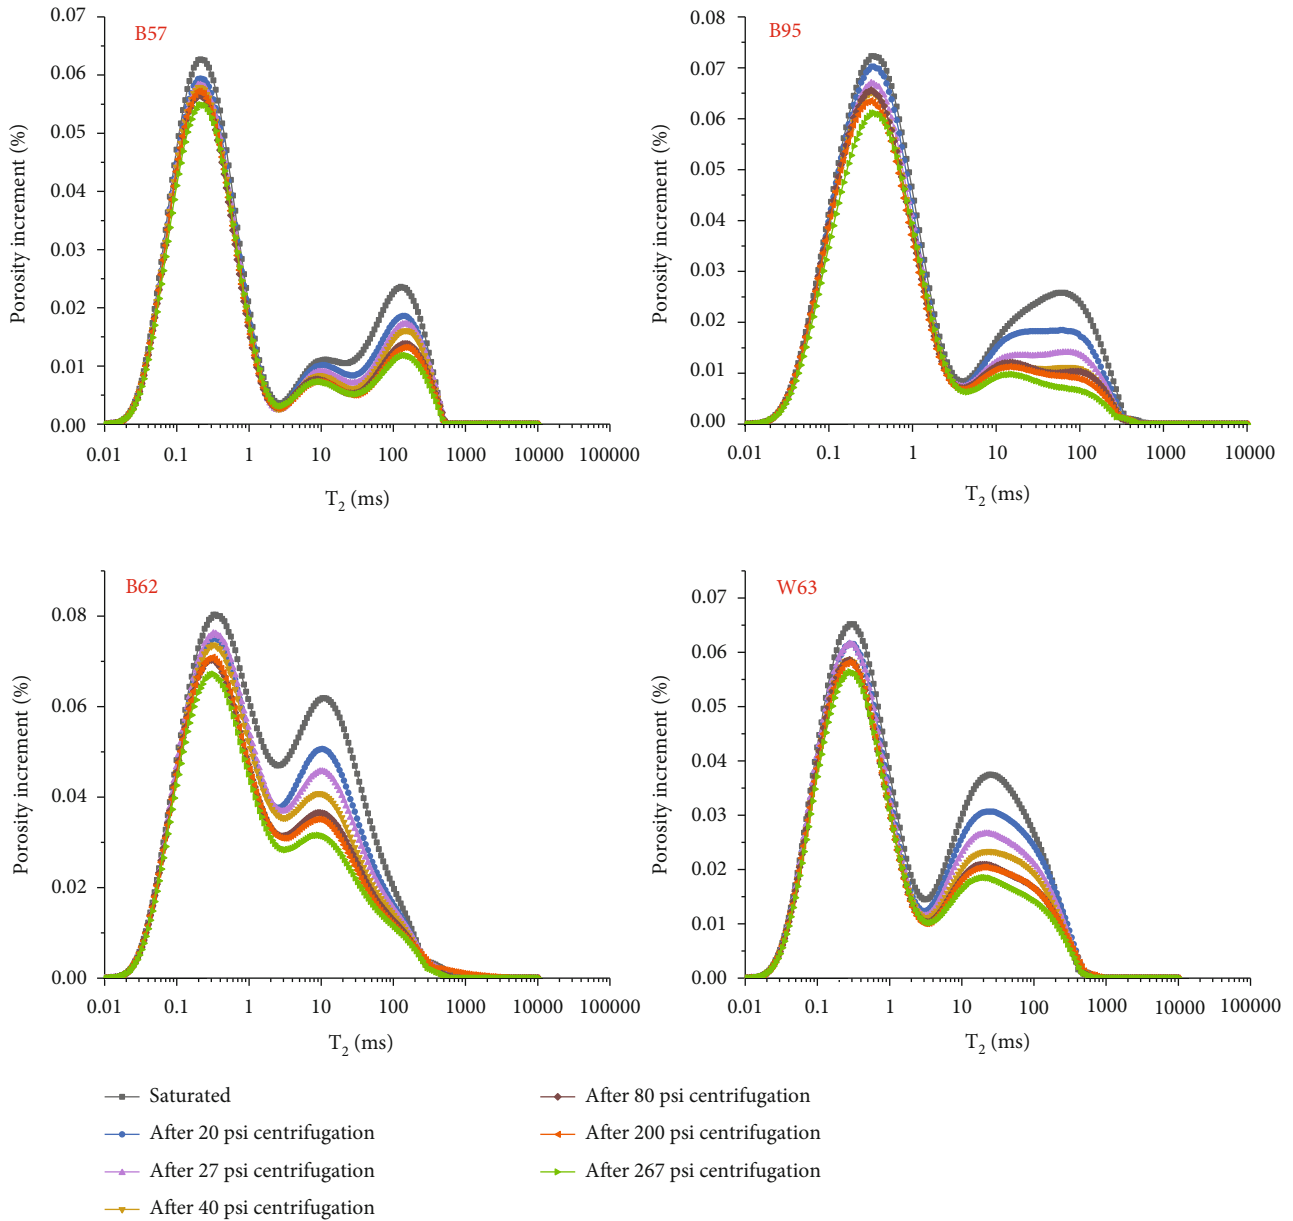 B57
Porosity increment (%)
0.07
0.06
0.05
0.04
0.03
0.02
0.01
0.00
0.01 0.1 1 10 100 1000 10000 100000
T2 (ms)
B95
Porosity increment (%)
0.08
0.07
0.06
0.05
0.04
0.03
0.02
0.01
0.00
0.01 0.1 1 10 100 1000 10000
T2 (ms)
B62
Porosity increment (%)
0.08
0.06
0.04
0.02
0.00
0.01 0.1 1 10 100 1000 10000 100000
T2 (ms)
W63
Porosity increment (%)
0.07
0.06
0.05
0.04
0.03
0.02
0.01
0.00
0.01 0.1 1 10 100 1000 10000 100000
T2 (ms)
Saturated
After 20 psi centrifugation
After 27 psi centrifugation
After 40 psi centrifugation
After 80 psi centrifugation
After 200 psi centrifugation
After 267 psi centrifugation